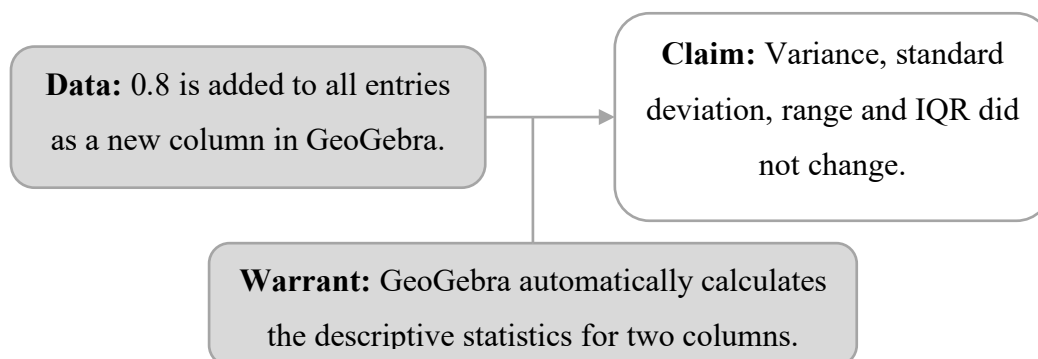 Data: 0.8 is added to all entries
as a new column in GeoGebra.
Claim: Variance, standard
deviation, range and IQR did
not change.
Warrant: GeoGebra automatically calculates
the descriptive statistics for two columns.